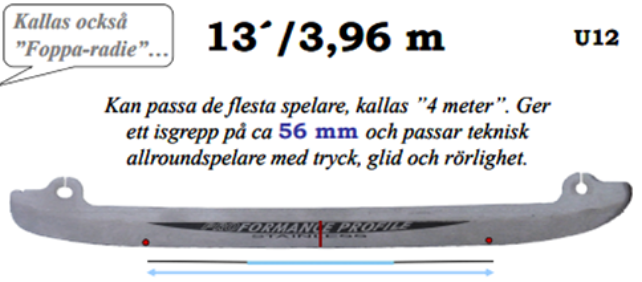 Kallas också
”Foppa-radie”...
13´/3,96 m
U12
Kan passa de flesta spelare, kallas ”4 meter”. Ger
ett isgrepp på ca 56 mm och passar teknisk
allroundspelare med tryck, glid och rörlighet.
PERFORMANCE PROFILE
STAINLESS